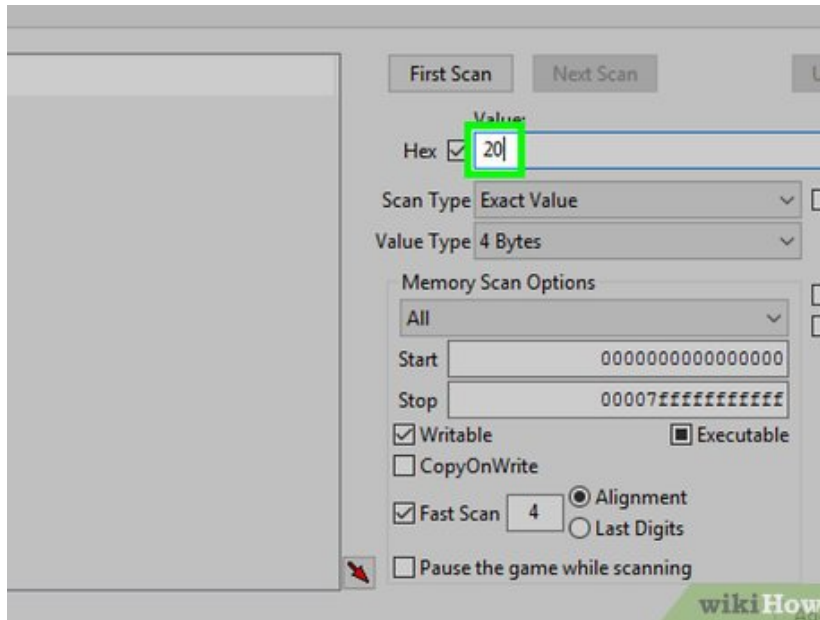 First Scan Next Scan
Value:
Hex 20
Scan Type Exact Value
Value Type 4 Bytes
Memory Scan Options
All
Start 0000000000000000
Stop 00007fffffffffff
Writable Executable
CopyOnWrite
Fast Scan 4 Alignment
Last Digits
Pause the game while scanning
wikiHow